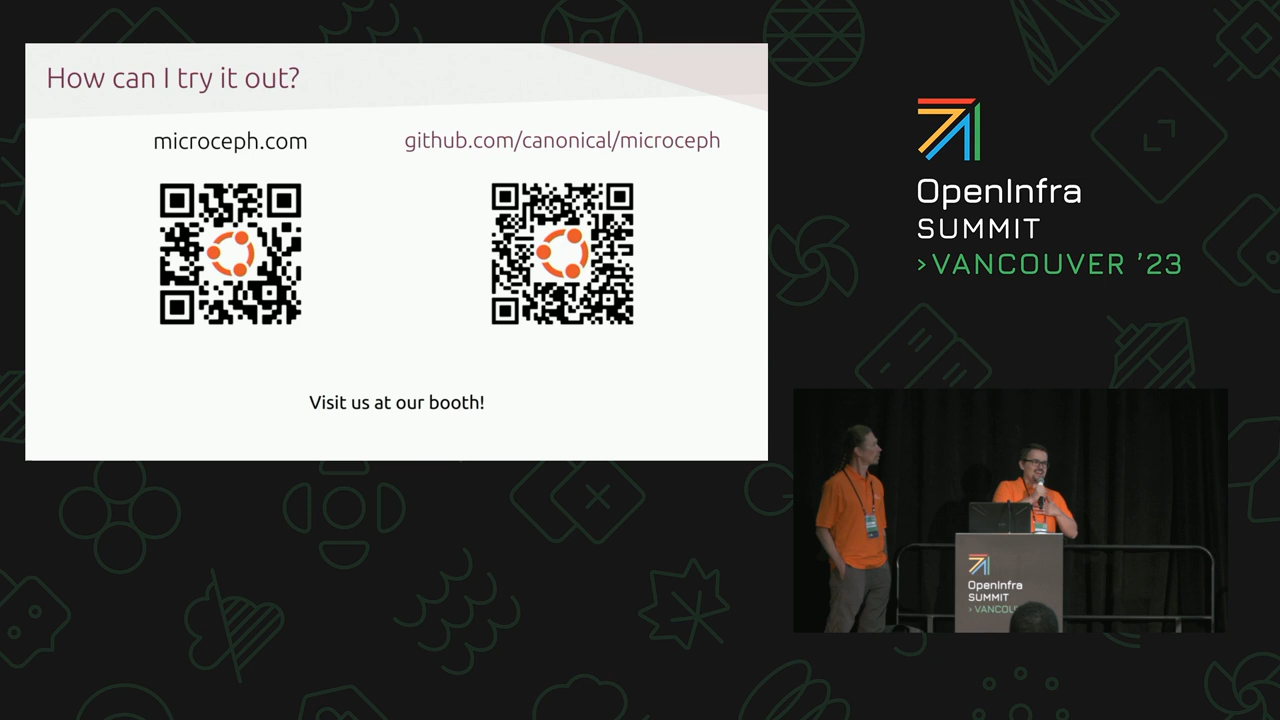 How can I try it out?
microceph.com
github.com/canonical/microceph
Visit us at our booth!
OpenInfra
SUMMIT
>VANCOUVER '23
OpenInfra
SUMMIT
> VANCOU